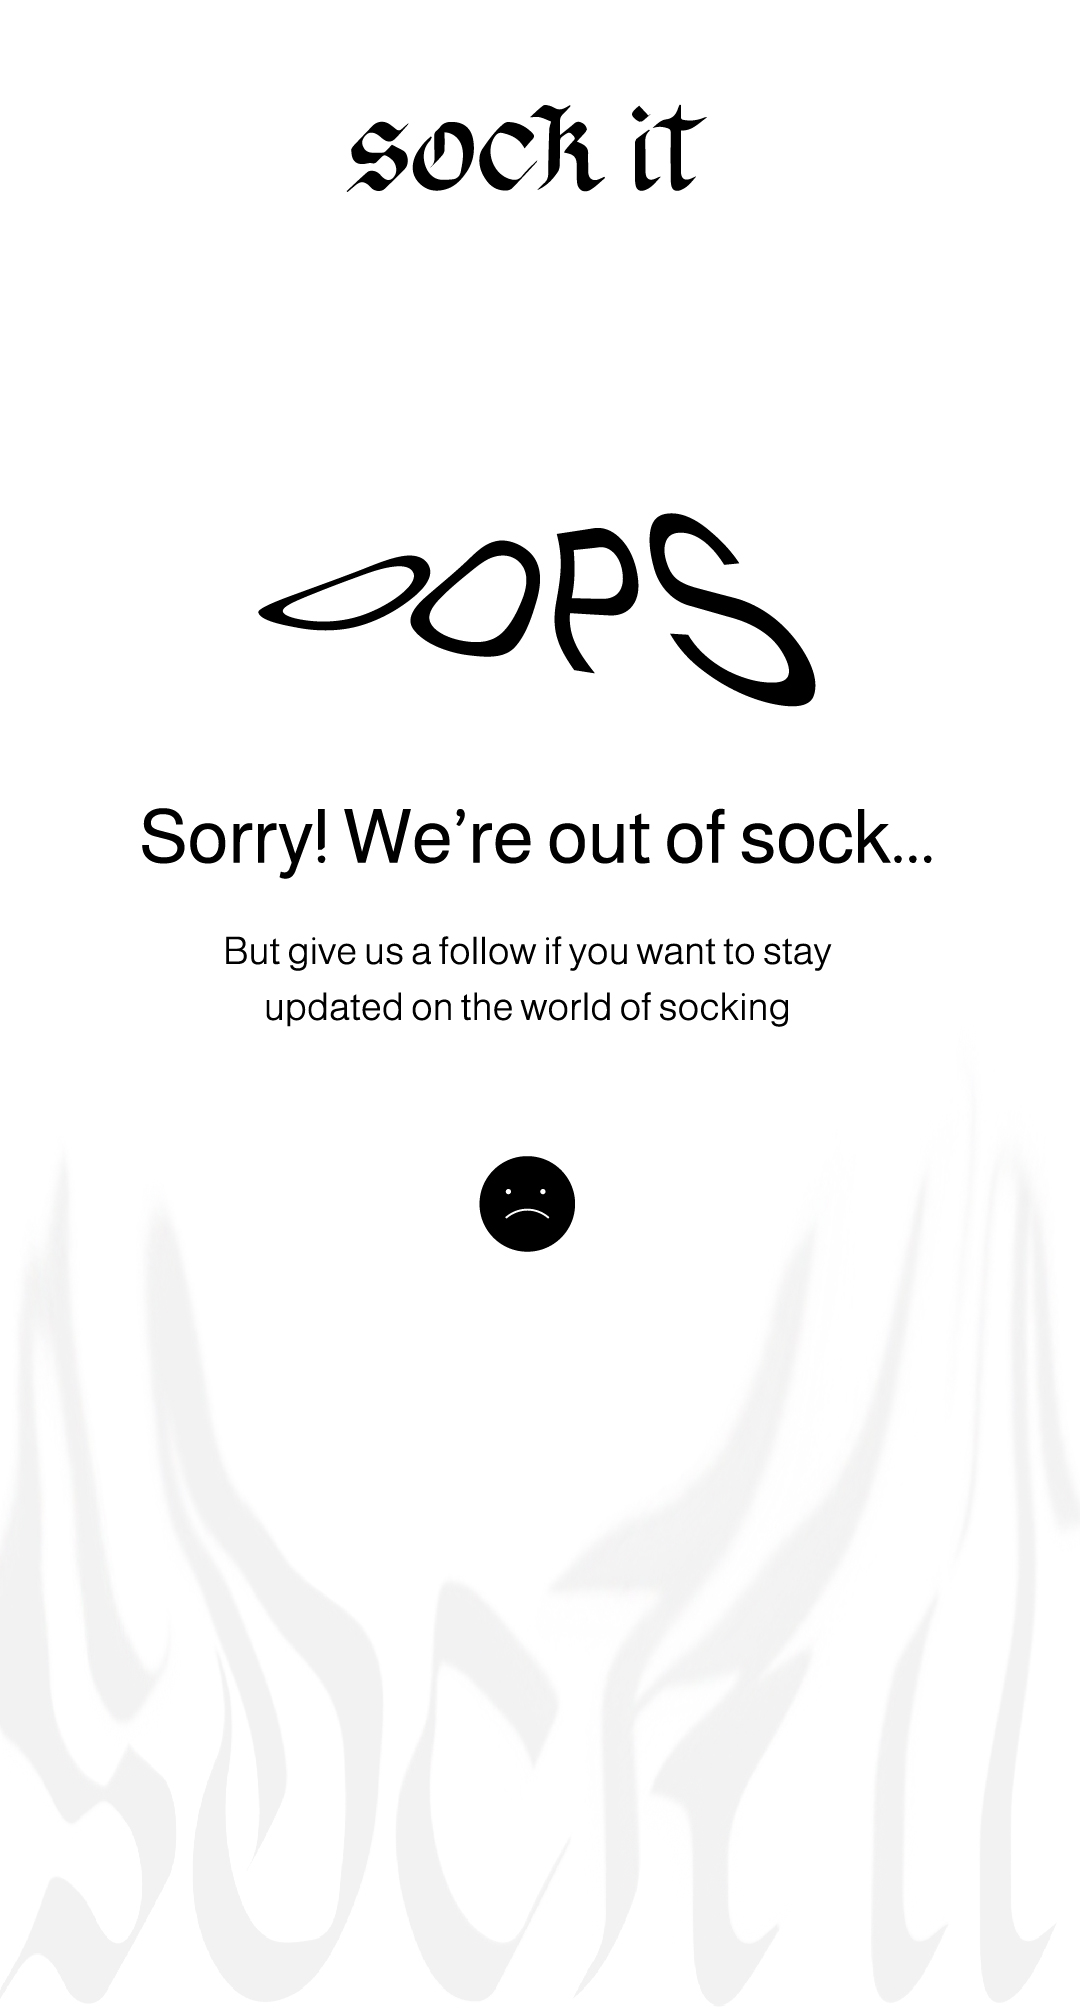 sock it
OOPS
Sorry! We’re out of sock...
But give us a follow if you want to stay
updated on the world of socking
sock it